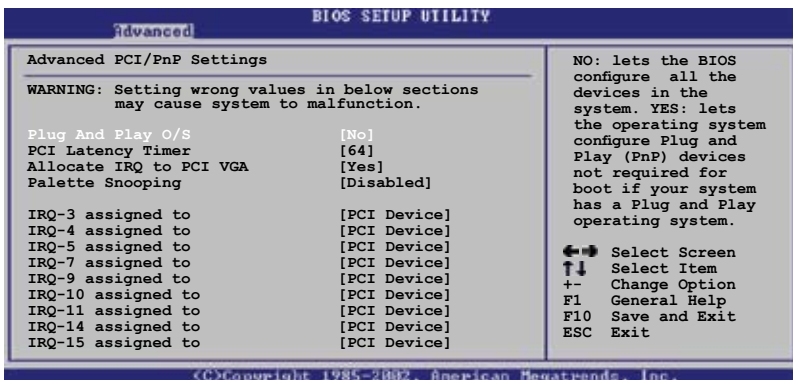 BIOS SETUP UTILITY
Advanced
Advanced PCI/PnP Settings
WARNING: Setting wrong values in below sections
may cause system to malfunction.
Plug And Play O/S [No]
PCI Latency Timer [64]
Allocate IRQ to PCI VGA [Yes]
Palette Snooping [Disabled]
IRQ-3 assigned to [PCI Device]
IRQ-4 assigned to [PCI Device]
IRQ-5 assigned to [PCI Device]
IRQ-7 assigned to [PCI Device]
IRQ-9 assigned to [PCI Device]
IRQ-10 assigned to [PCI Device]
IRQ-11 assigned to [PCI Device]
IRQ-14 assigned to [PCI Device]
IRQ-15 assigned to [PCI Device]
NO: lets the BIOS
configure all the
devices in the
system. YES: lets
the operating system
configure Plug and
Play (PnP) devices
not required for
boot if your system
has a Plug and Play
operating system.
←→ Select Screen
↑↓ Select Item
+- Change Option
F1 General Help
F10 Save and Exit
ESC Exit
(C)Copyright 1985-2002, American Megatrends, Inc.